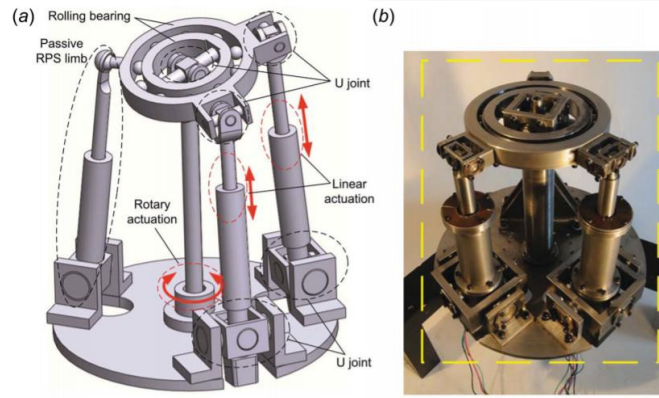 (a)
Rolling bearing
Passive
RPS limb
U joint
Linear
actuation
Rotary
actuation
U joint
(b)